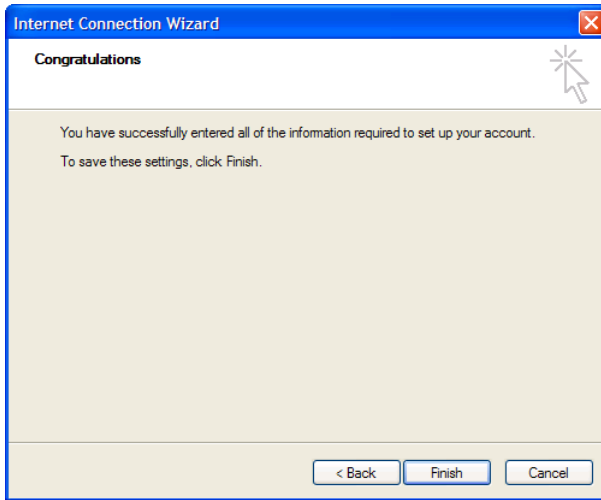 Internet Connection Wizard
Congratulations
You have successfully entered all of the information required to set up your account.
To save these settings, click Finish.
< Back
Finish
Cancel